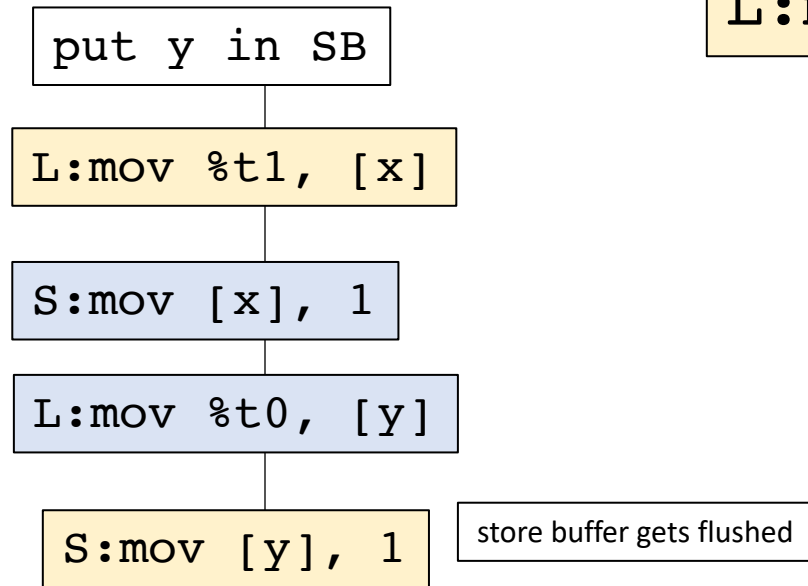 put y in SB
L:mov %t1, [x]
S:mov [x], 1
L:mov %t0, [y]
S:mov [y], 1
store buffer gets flushed